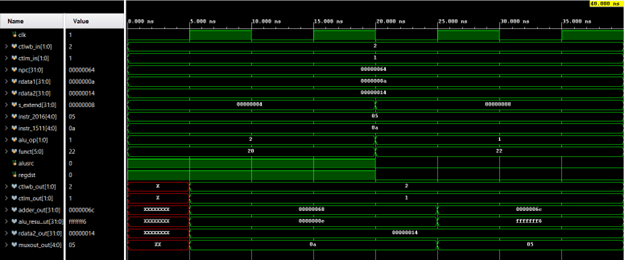 40.000 ns
Name Value 0.000 ns 5.000 ns 10.000 ns 15.000 ns 20.000 ns 25.000 ns 30.000 ns 35.000 ns
clk 1
ctlwb_in[1:0] 2 2
ctlm_in[1:0] 1 1
npc[31:0] 00000064 00000064
rdata1[31:0] 0000000a 0000000a
rdata2[31:0] 00000014 00000014
s_extend[31:0] 00000008 00000004 00000008
instr_2016[4:0] 05 05
instr_1511[4:0] 0a 0a
alu_op[1:0] 1 2 1
funct[5:0] 22 20 22
alusrc 0
regdst 0
ctlwb_out[1:0] 2 X 2
ctlm_out[1:0] 1 X 1
adder_out[31:0] 0000006c XXXXXXXX 00000068 0000006c
alu_resu...ut[31:0] fffffff6 XXXXXXXX 0000000e fffffff6
rdata2_out[31:0] 00000014 XXXXXXXX 00000014
muxout_out[4:0] 05 XX 0a 05